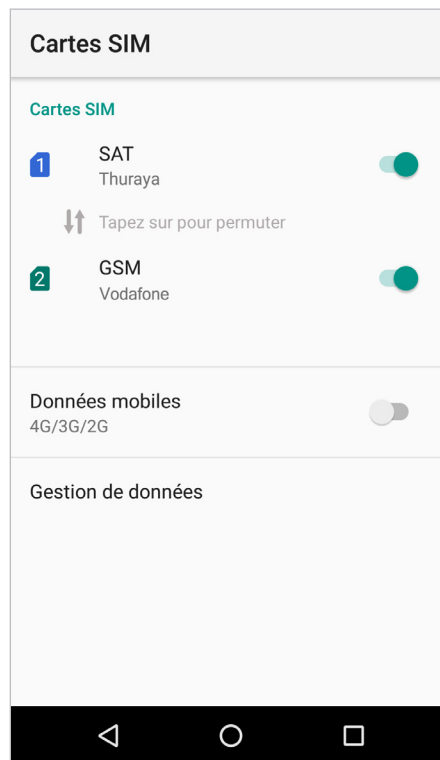 Cartes SIM
Cartes SIM
1
SAT
Thuraya
Tapez sur pour permuter
2
GSM
Vodafone
Données mobiles
4G/3G/2G
Gestion de données